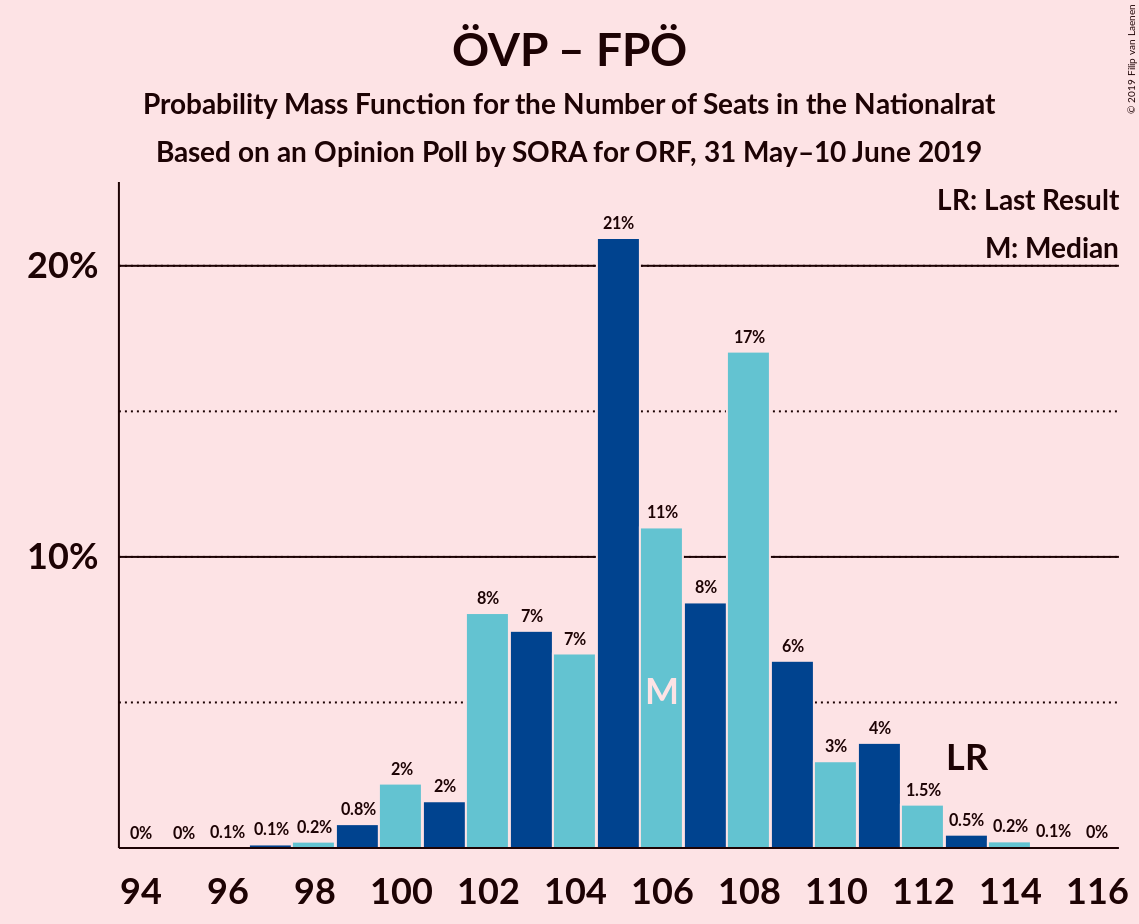 ÖVP – FPÖ
Probability Mass Function for the Number of Seats in the Nationalrat
Based on an Opinion Poll by SORA for ORF, 31 May–10 June 2019
© 2019 Filip van Laenen
LR: Last Result
M: Median
20%
10%
0% 0% 0.1% 0.1% 0.2% 0.8% 2% 2% 8% 7% 7% 21% 11% 8% 17% 6% 3% 4% 1.5% 0.5% 0.2% 0.1% 0%
M
LR
94 96 98 100 102 104 106 108 110 112 114 116